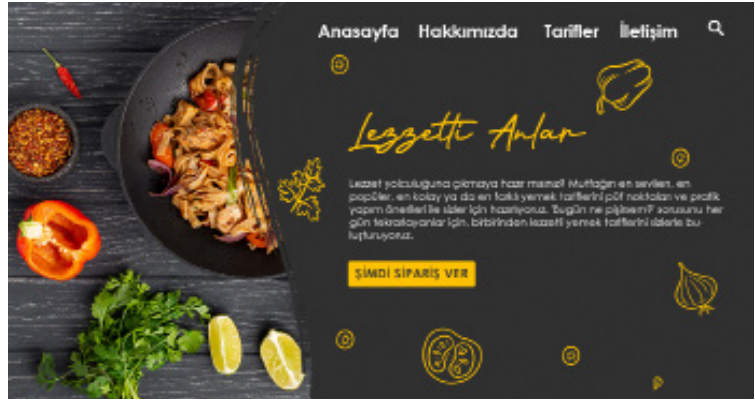 Anasayfa Hakkımızda Tarifler İletişim
Lezzetli Anlar
Lezzet yolculuğuna çıkmaya hazır mısınız? Mutfağın en sevilen, en
popüler, en kolay ya da en farklı yemek tariflerini püf noktaları ve pratik
yapım önerileri ile sizler için hazırlıyoruz. 'Bugün ne pişirsem?' sorusunu her
gün tekrarlayanlar için, birbirinden lezzetli yemek tariflerini sizlerle bu-
luşturuyoruz.
ŞİMDİ SİPARİŞ VER